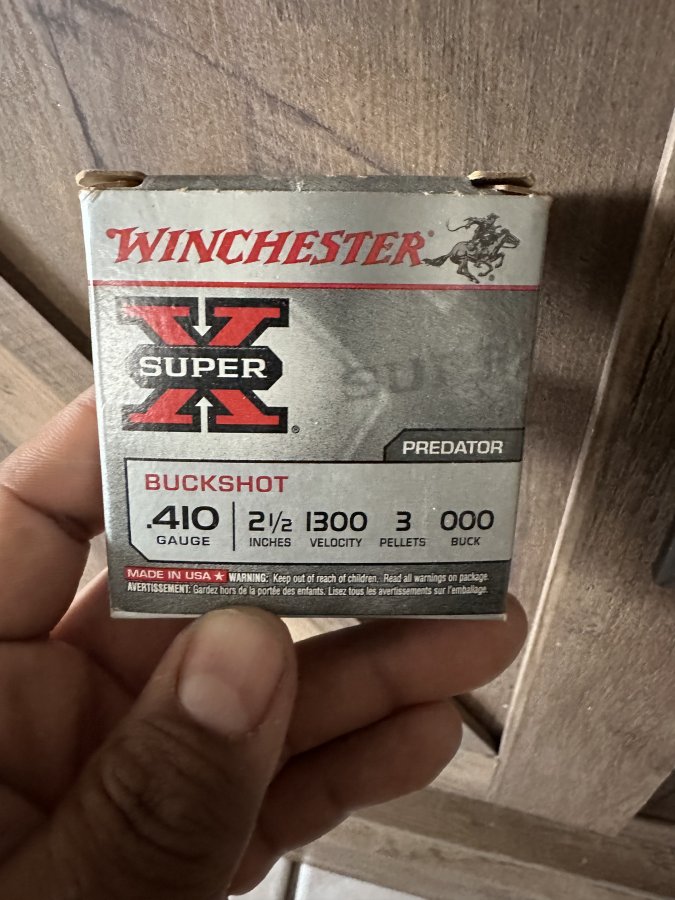 WINCHESTER®
SUPER X®
PREDATOR
BUCKSHOT
.410 2 1/2 1300 3 000
GAUGE INCHES VELOCITY PELLETS BUCK
MADE IN USA ★ WARNING: Keep out of reach of children. Read all warnings on package.
AVERTISSEMENT: Gardez hors de la portée des enfants. Lisez tous les avertissements sur l'emballage.